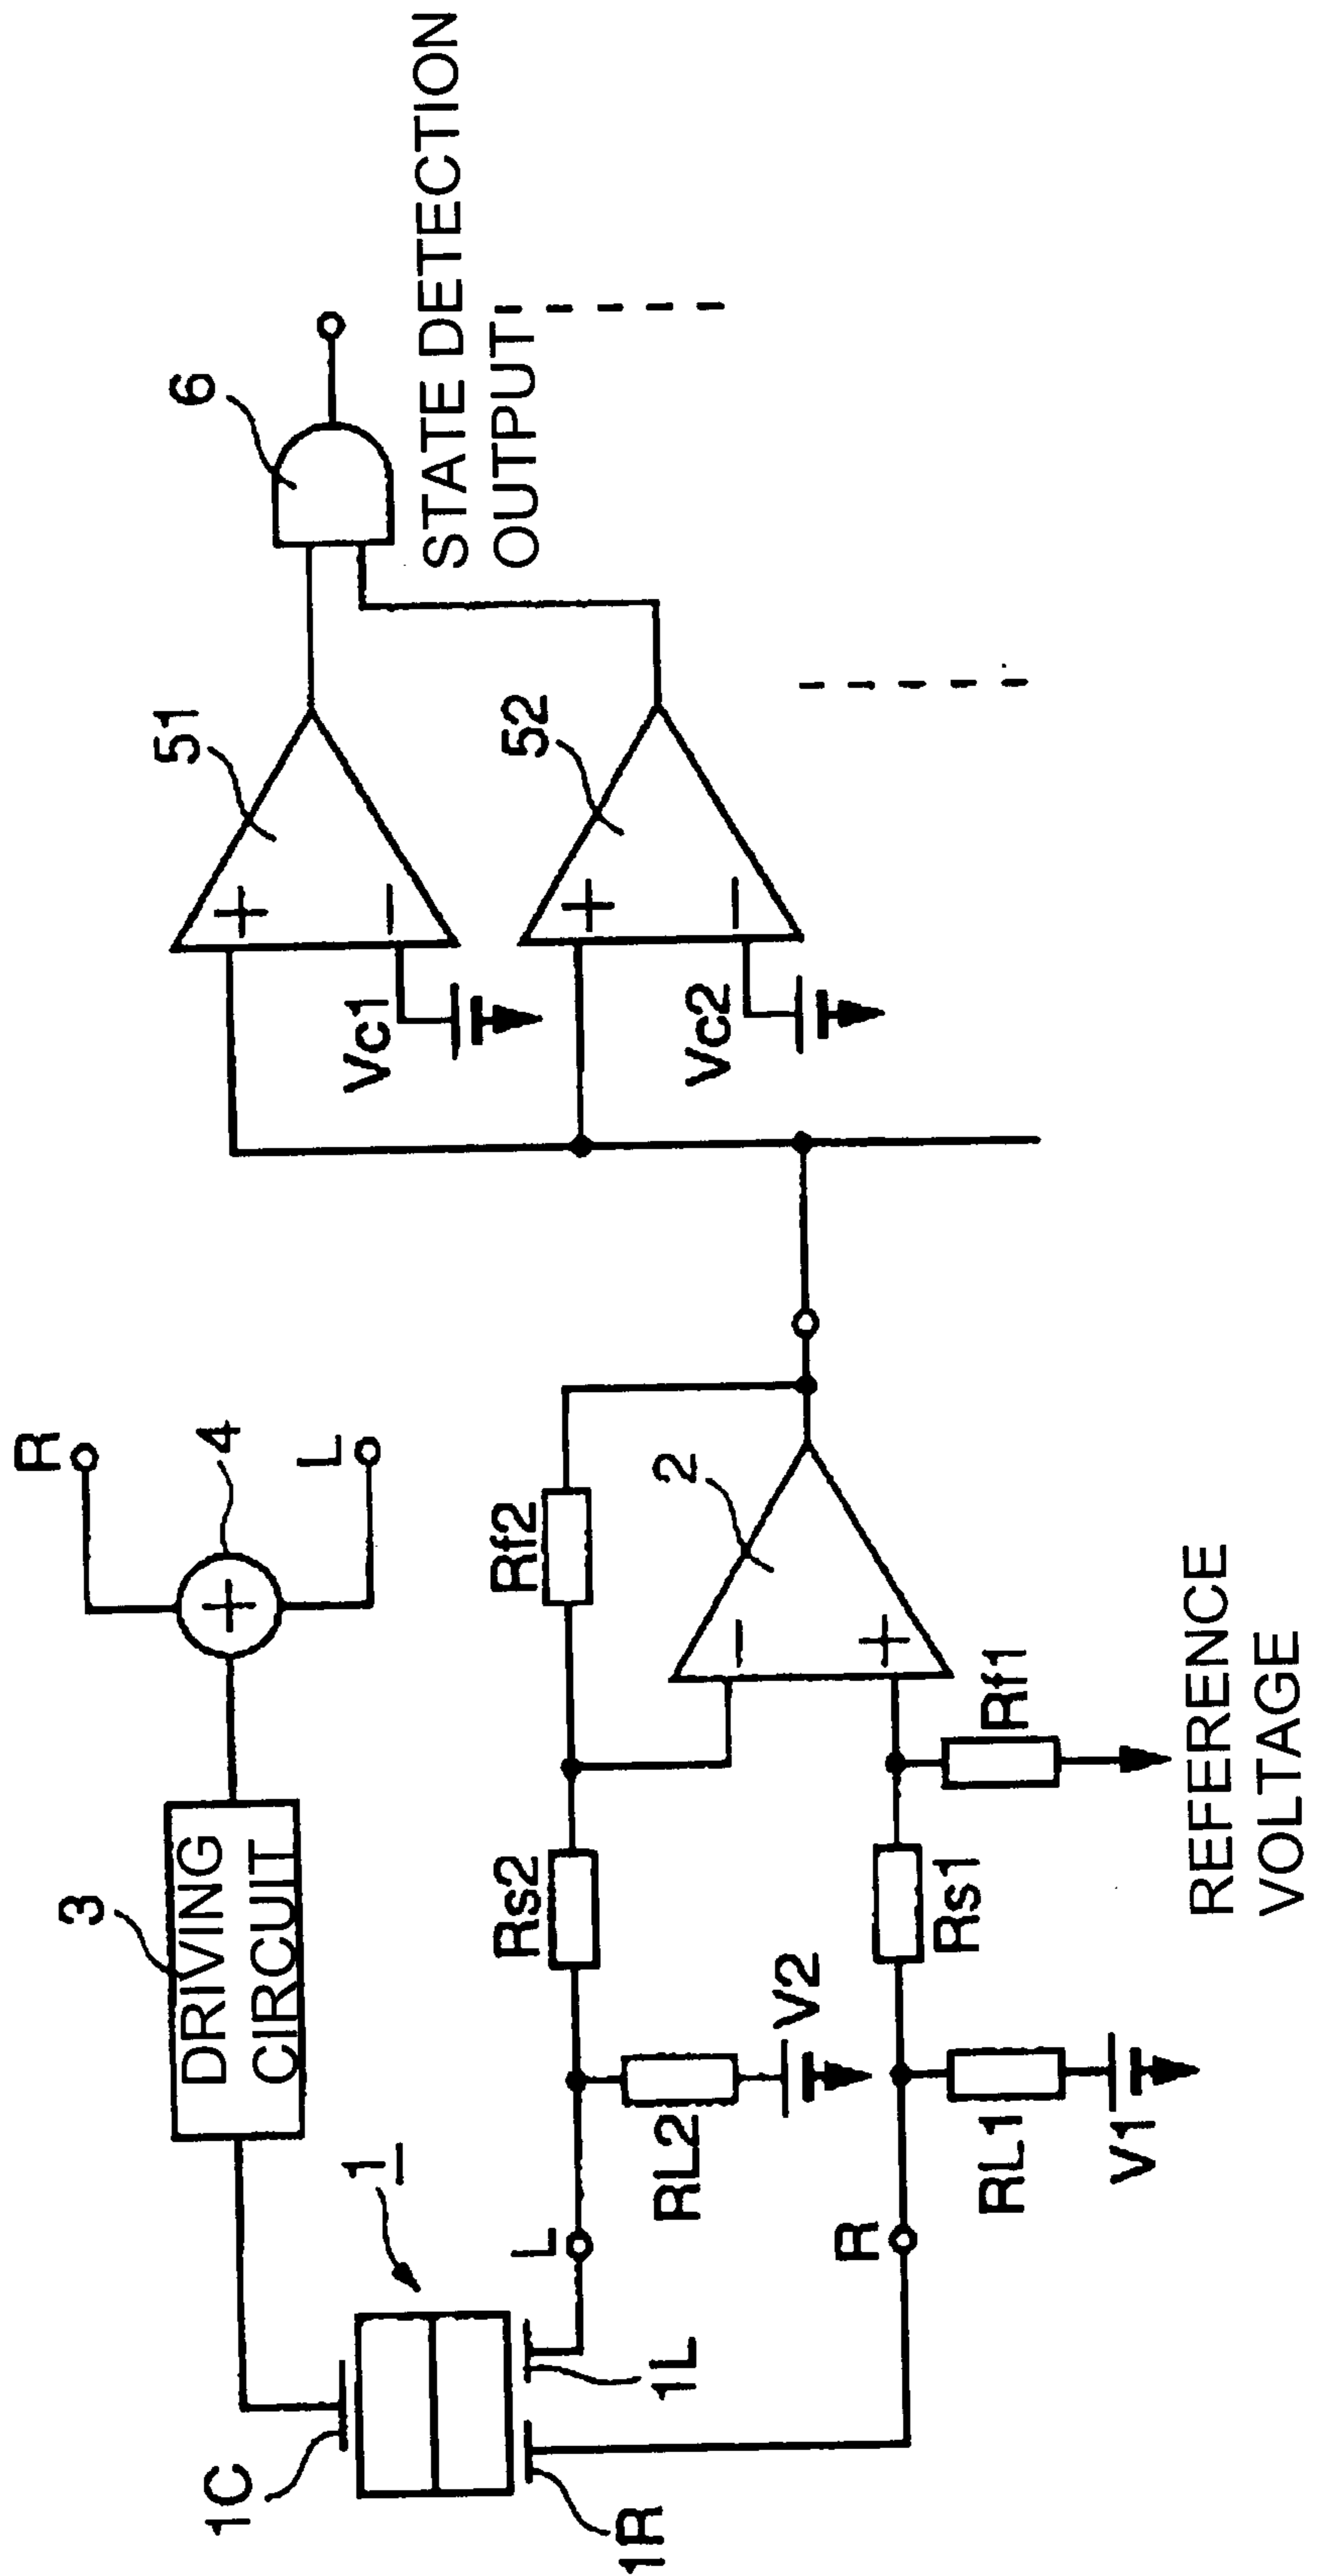 R
4
L
3
DRIVING
CIRCUIT
+
1C
1
1R
1L
L
R
RL2
V2
RL1
V1
Rs2
Rs1
Rf2
Rf1
REFERENCE
VOLTAGE
2
−
+
51
+
−
Vc1
52
+
−
Vc2
6
STATE DETECTION
OUTPUT